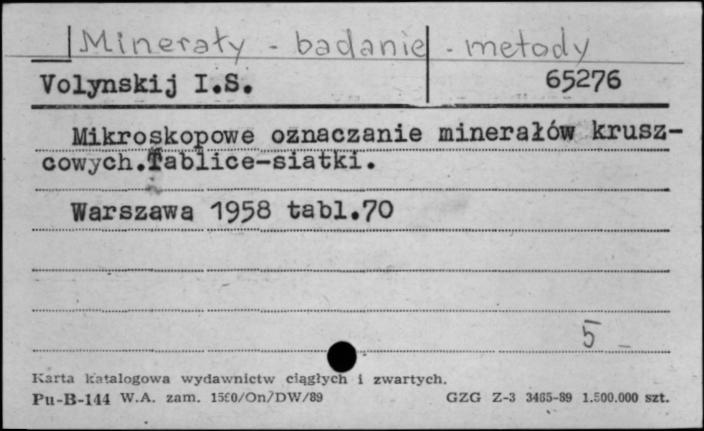 Minerały - badanie - metody
Volynskij I.S. 65276
Mikroskopowe oznaczanie minerałów krusz-
cowych.Tablice-siatki.
Warszawa 1958 tabl.70
5 -
Karta katalogowa wydawnictw ciągłych i zwartych.
Pu-B-144 W.A. zam. 1560/On/DW/89 GZG Z-3 3465-89 1.500.000 szt.